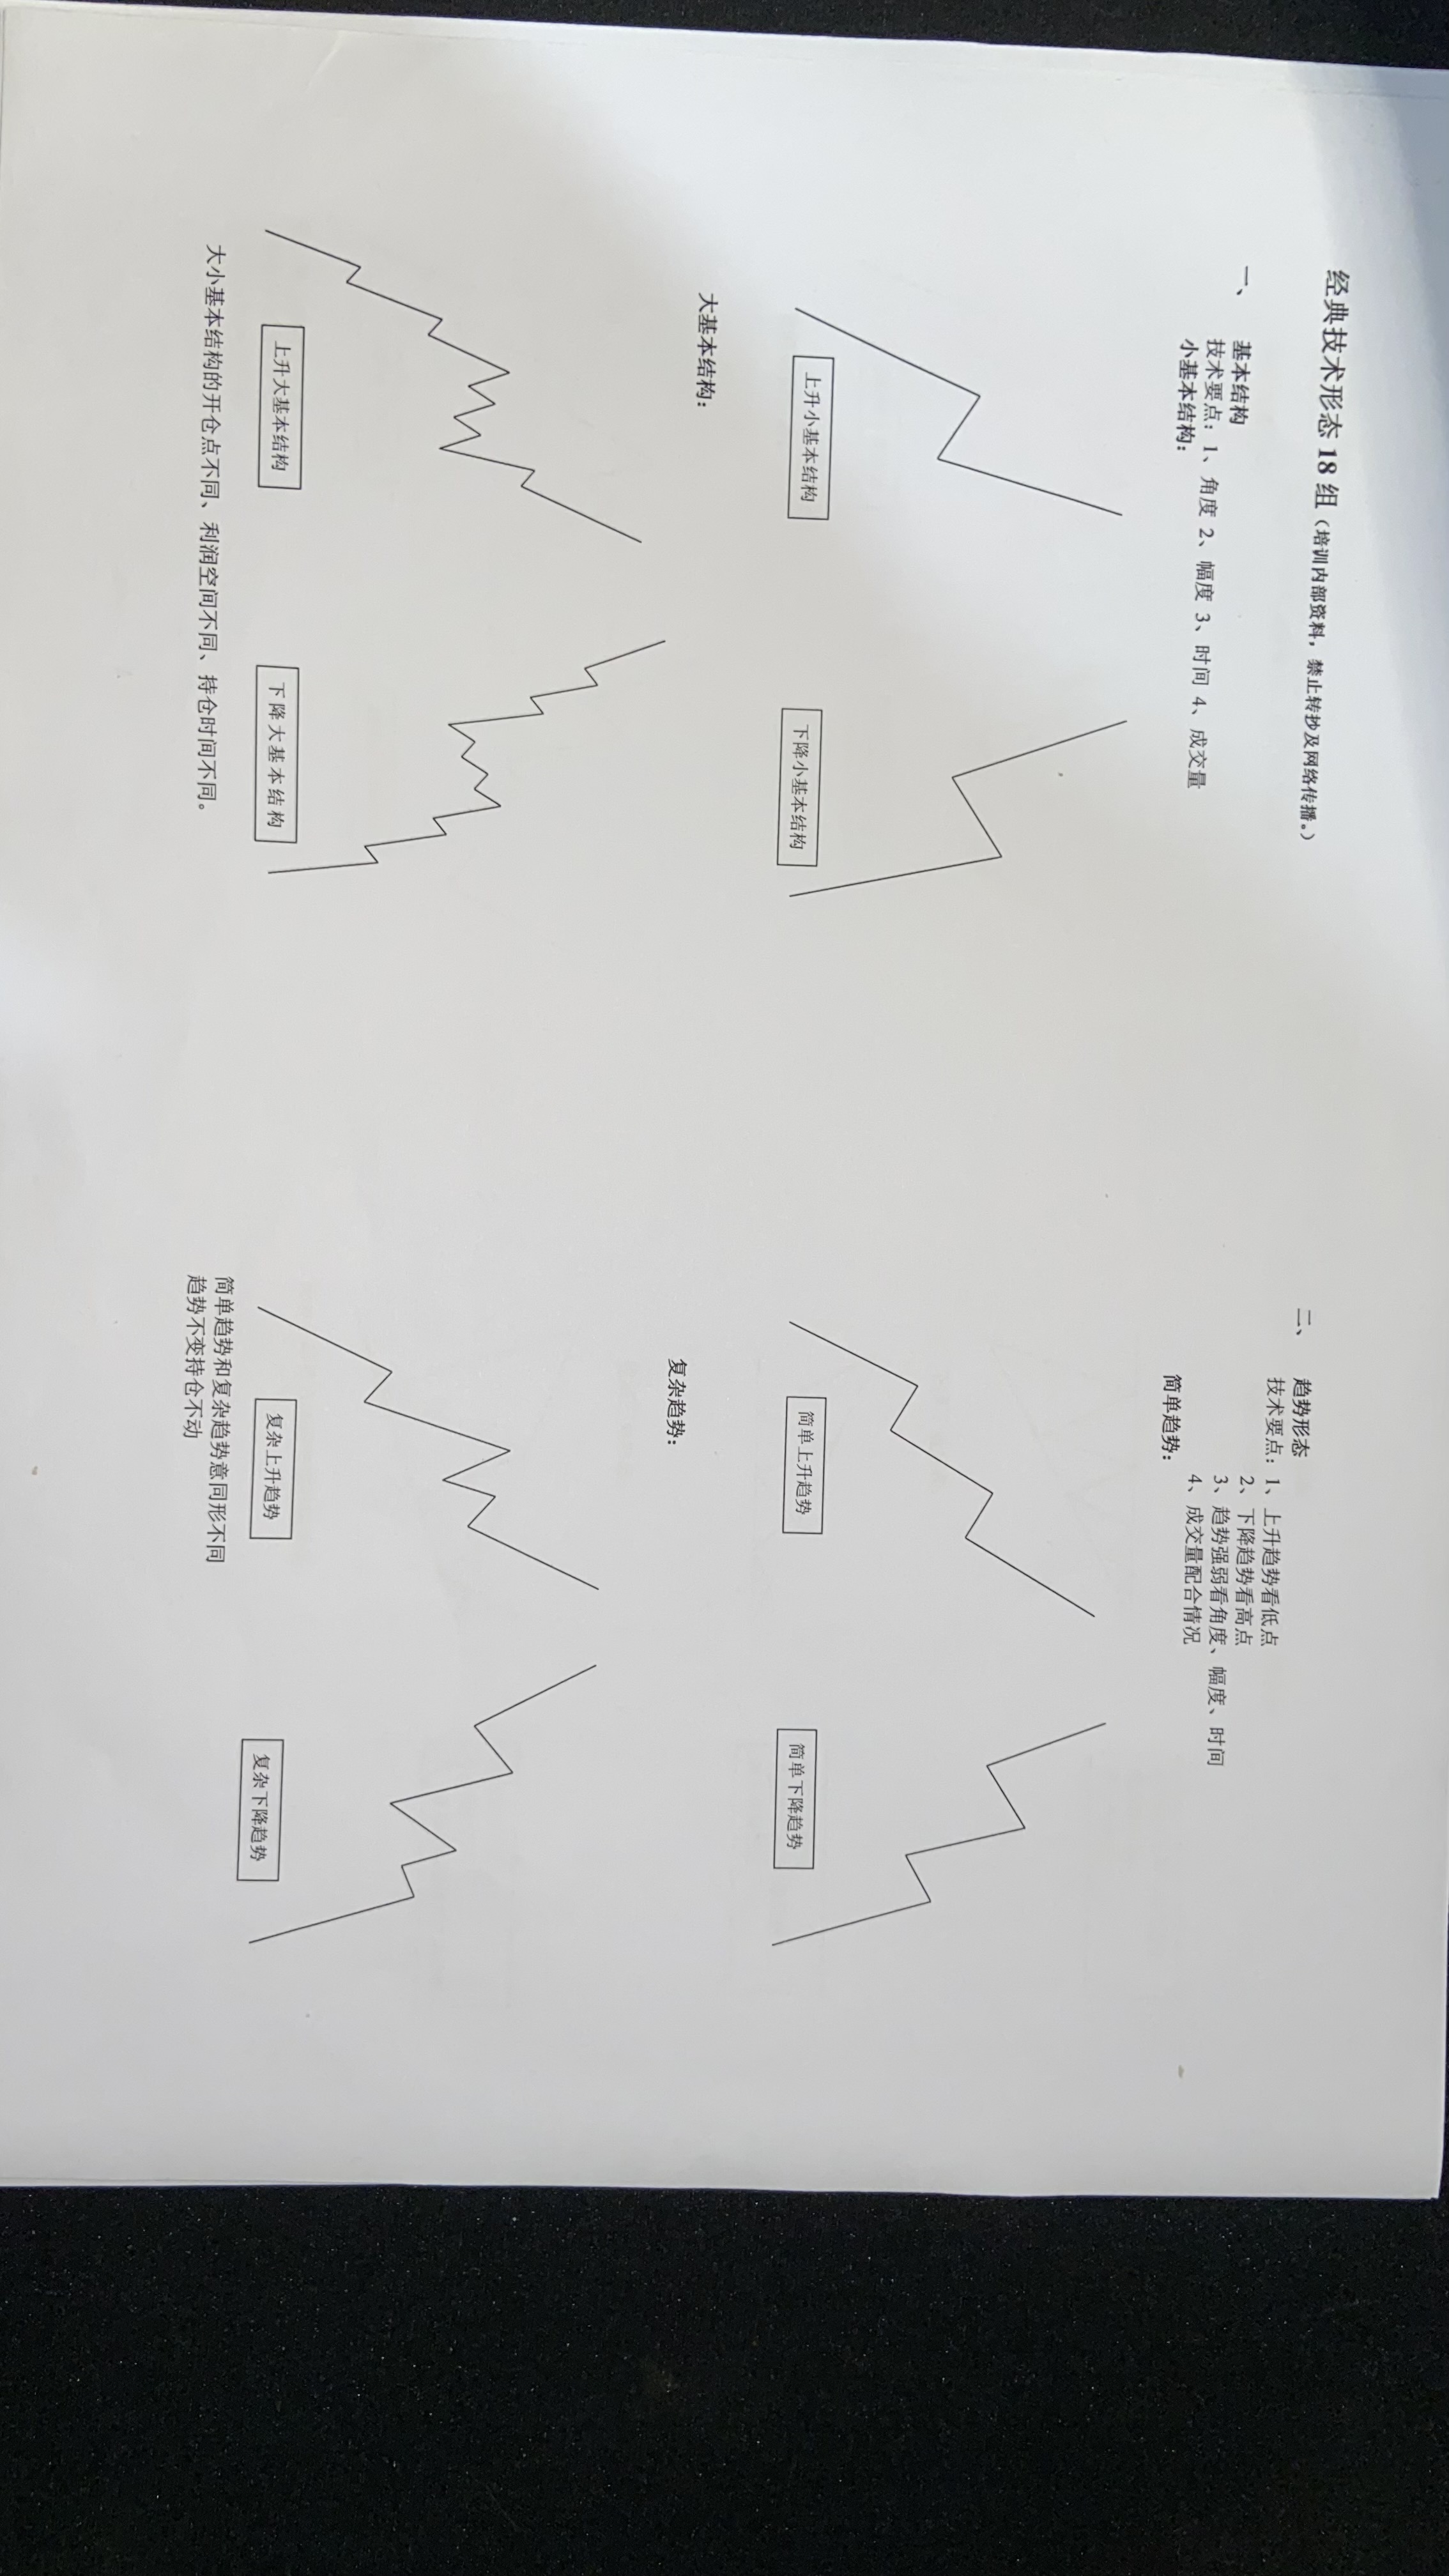 经典技术形态 18 组（培训内部资料，禁止转抄及网络传播。）
一、 基本结构
技术要点：1、角度 2、幅度 3、时间 4、成交量
小基本结构：
上升小基本结构
下降小基本结构
大基本结构：
上升大基本结构
下降大基本结构
大小基本结构的开仓点不同、利润空间不同、持仓时间不同。
二、 趋势形态
技术要点：1、上升趋势看低点
2、下降趋势看高点
3、趋势强弱看角度、幅度、时间
4、成交量配合情况
简单趋势：
简单上升趋势
简单下降趋势
复杂趋势：
复杂上升趋势
复杂下降趋势
简单趋势和复杂趋势意同形不同
趋势不变持仓不动